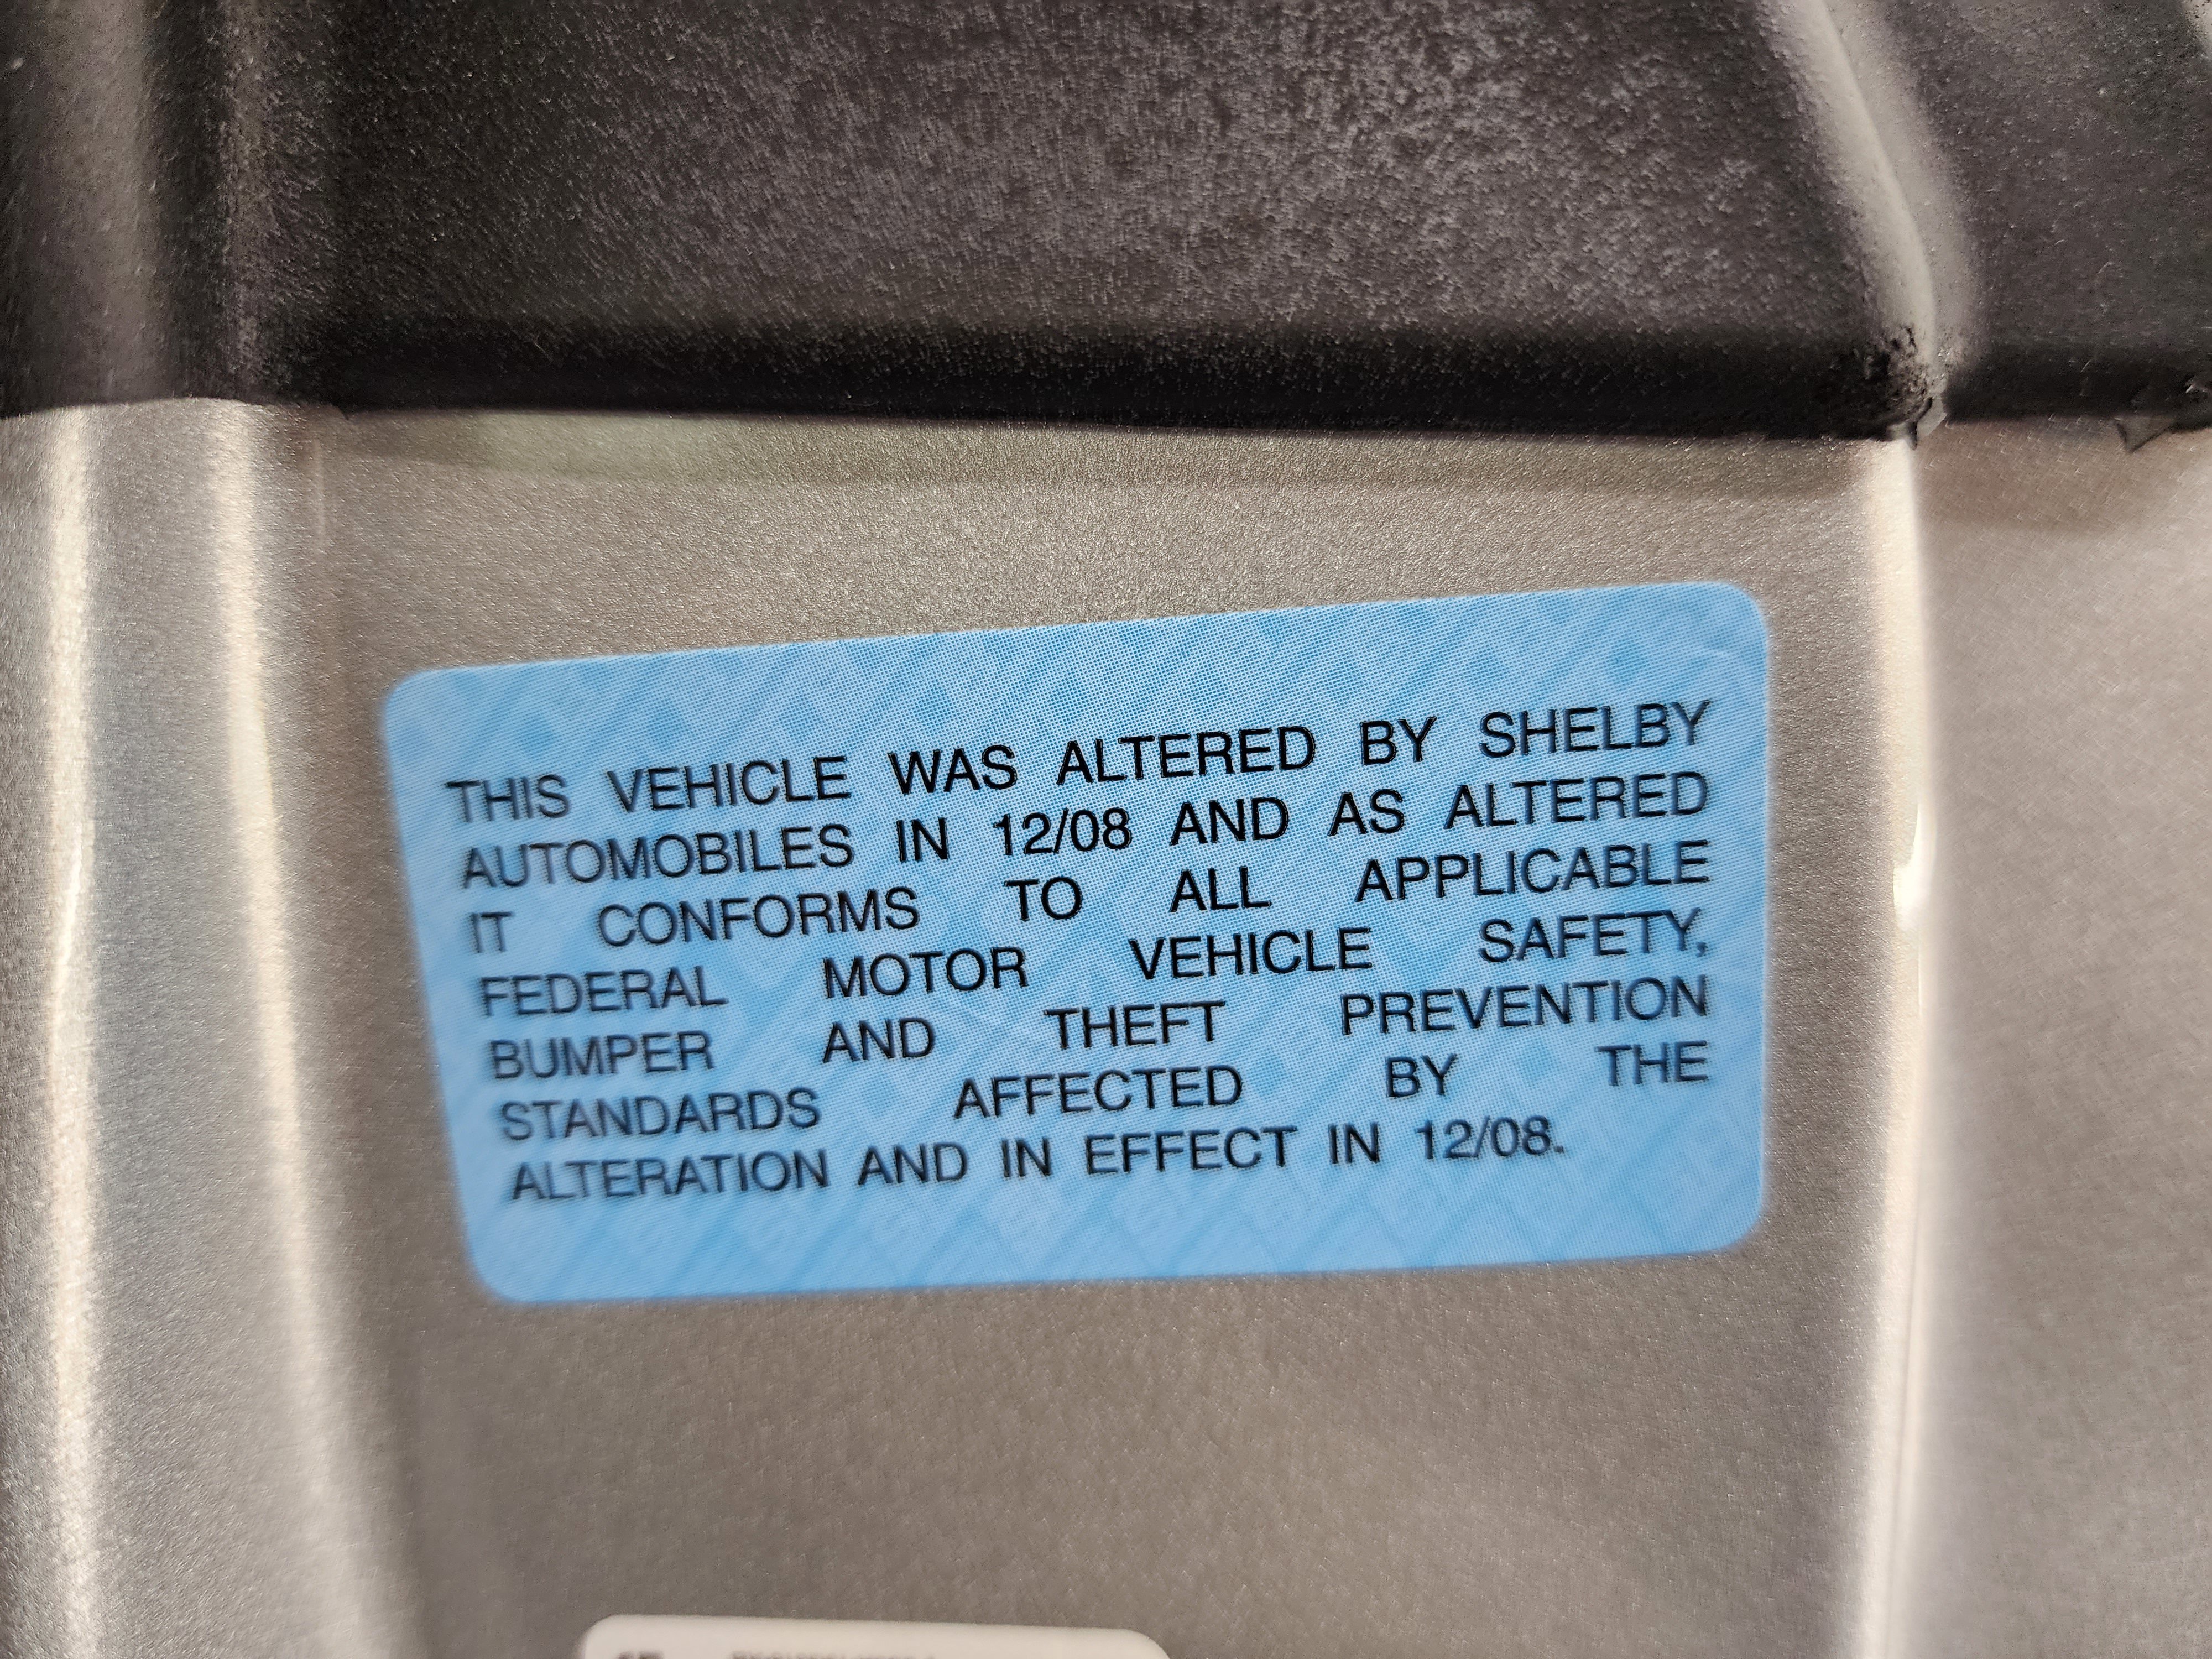 THIS VEHICLE WAS ALTERED BY SHELBY
AUTOMOBILES IN 12/08 AND AS ALTERED
IT CONFORMS TO ALL APPLICABLE
FEDERAL MOTOR VEHICLE SAFETY,
BUMPER AND THEFT PREVENTION
STANDARDS AFFECTED BY THE
ALTERATION AND IN EFFECT IN 12/08.